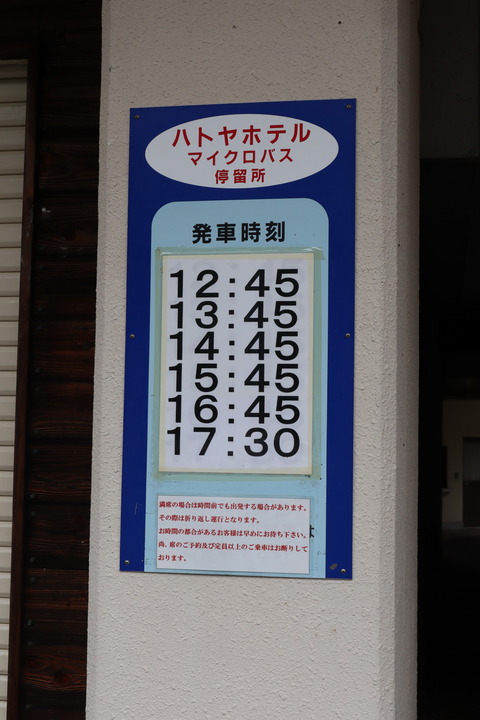 ハトヤホテル
マイクロバス
停留所
発車時刻
12:45
13:45
14:45
15:45
16:45
17:30
満席の場合は時間前でも出発する場合があります。
その際は折り返し運行となります。
お時間の都合があるお客様は早めにお待ち下さい。
尚、席のご予約及び定員以上のご乗車はお断りして
おります。
は